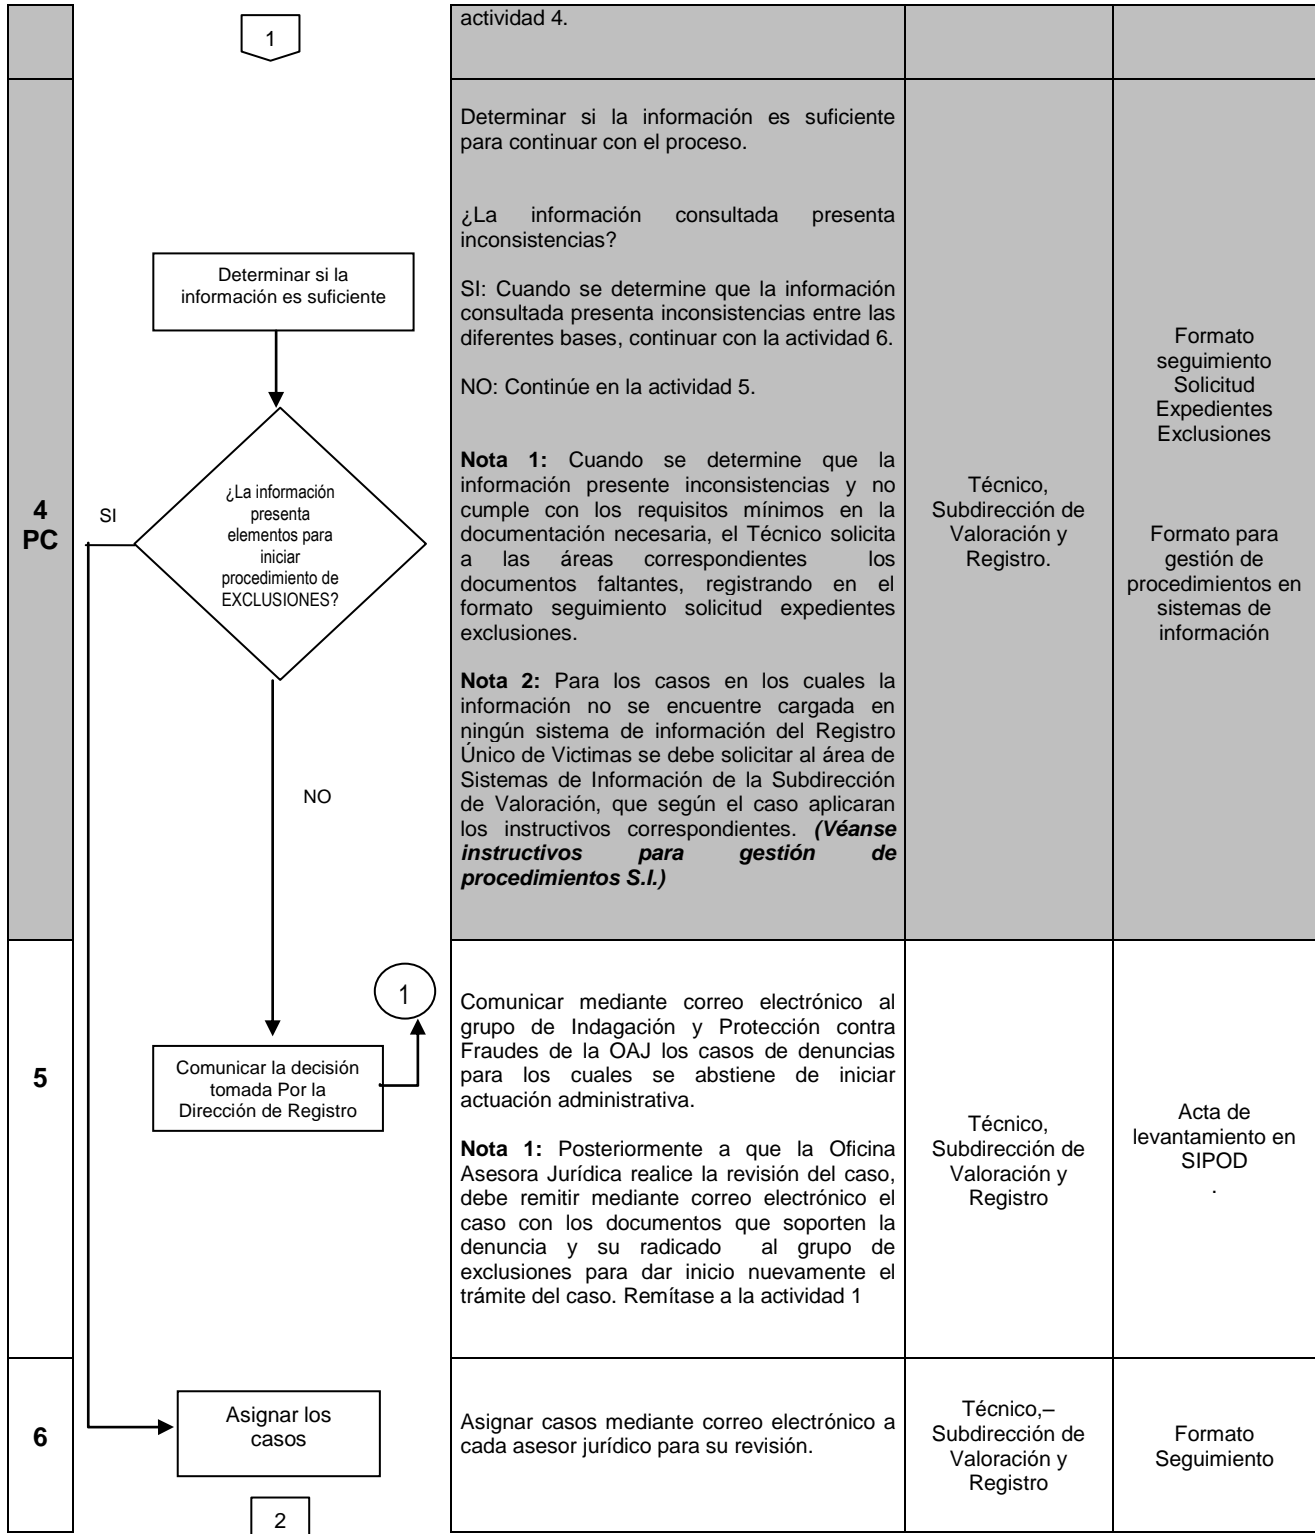 1
actividad 4.
4
PC
SI
Determinar si la
información es suficiente
¿La información
presenta
elementos para
iniciar
procedimiento de
EXCLUSIONES?
NO
Determinar si la información es suficiente
para continuar con el proceso.
¿La información consultada presenta
inconsistencias?
SI: Cuando se determine que la información
consultada presenta inconsistencias entre las
diferentes bases, continuar con la actividad 6.
NO: Continúe en la actividad 5.
Nota 1: Cuando se determine que la
información presente inconsistencias y no
cumple con los requisitos mínimos en la
documentación necesaria, el Técnico solicita
a las áreas correspondientes los
documentos faltantes, registrando en el
formato seguimiento solicitud expedientes
exclusiones.
Nota 2: Para los casos en los cuales la
información no se encuentre cargada en
ningún sistema de información del Registro
Único de Victimas se debe solicitar al área de
Sistemas de Información de la Subdirección
de Valoración, que según el caso aplicaran
los instructivos correspondientes. (Véanse
instructivos para gestión de
procedimientos S.I.)
Técnico,
Subdirección de
Valoración y
Registro.
Formato
seguimiento
Solicitud
Expedientes
Exclusiones
Formato para
gestión de
procedimientos en
sistemas de
información
5
1
Comunicar la decisión
tomada Por la
Dirección de Registro
Comunicar mediante correo electrónico al
grupo de Indagación y Protección contra
Fraudes de la OAJ los casos de denuncias
para los cuales se abstiene de iniciar
actuación administrativa.
Nota 1: Posteriormente a que la Oficina
Asesora Jurídica realice la revisión del caso,
debe remitir mediante correo electrónico el
caso con los documentos que soporten la
denuncia y su radicado al grupo de
exclusiones para dar inicio nuevamente el
trámite del caso. Remítase a la actividad 1
Técnico,
Subdirección de
Valoración y
Registro
Acta de
levantamiento en
SIPOD
.
6
Asignar los
casos
Asignar casos mediante correo electrónico a
cada asesor jurídico para su revisión.
Técnico,–
Subdirección de
Valoración y
Registro
Formato
Seguimiento
2